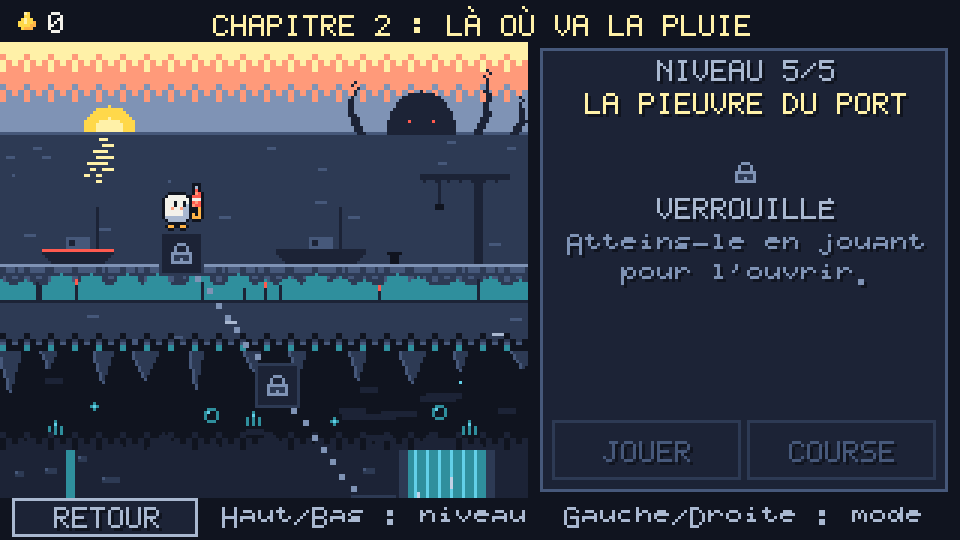 0
CHAPITRE 2 : LÀ OÙ VA LA PLUIE
NIVEAU 5/5
LA PIEUVRE DU PORT
VERROUILLÉ
Atteins-le en jouant
pour l'ouvrir.
JOUER
COURSE
RETOUR
Haut/Bas : niveau
Gauche/Droite : mode